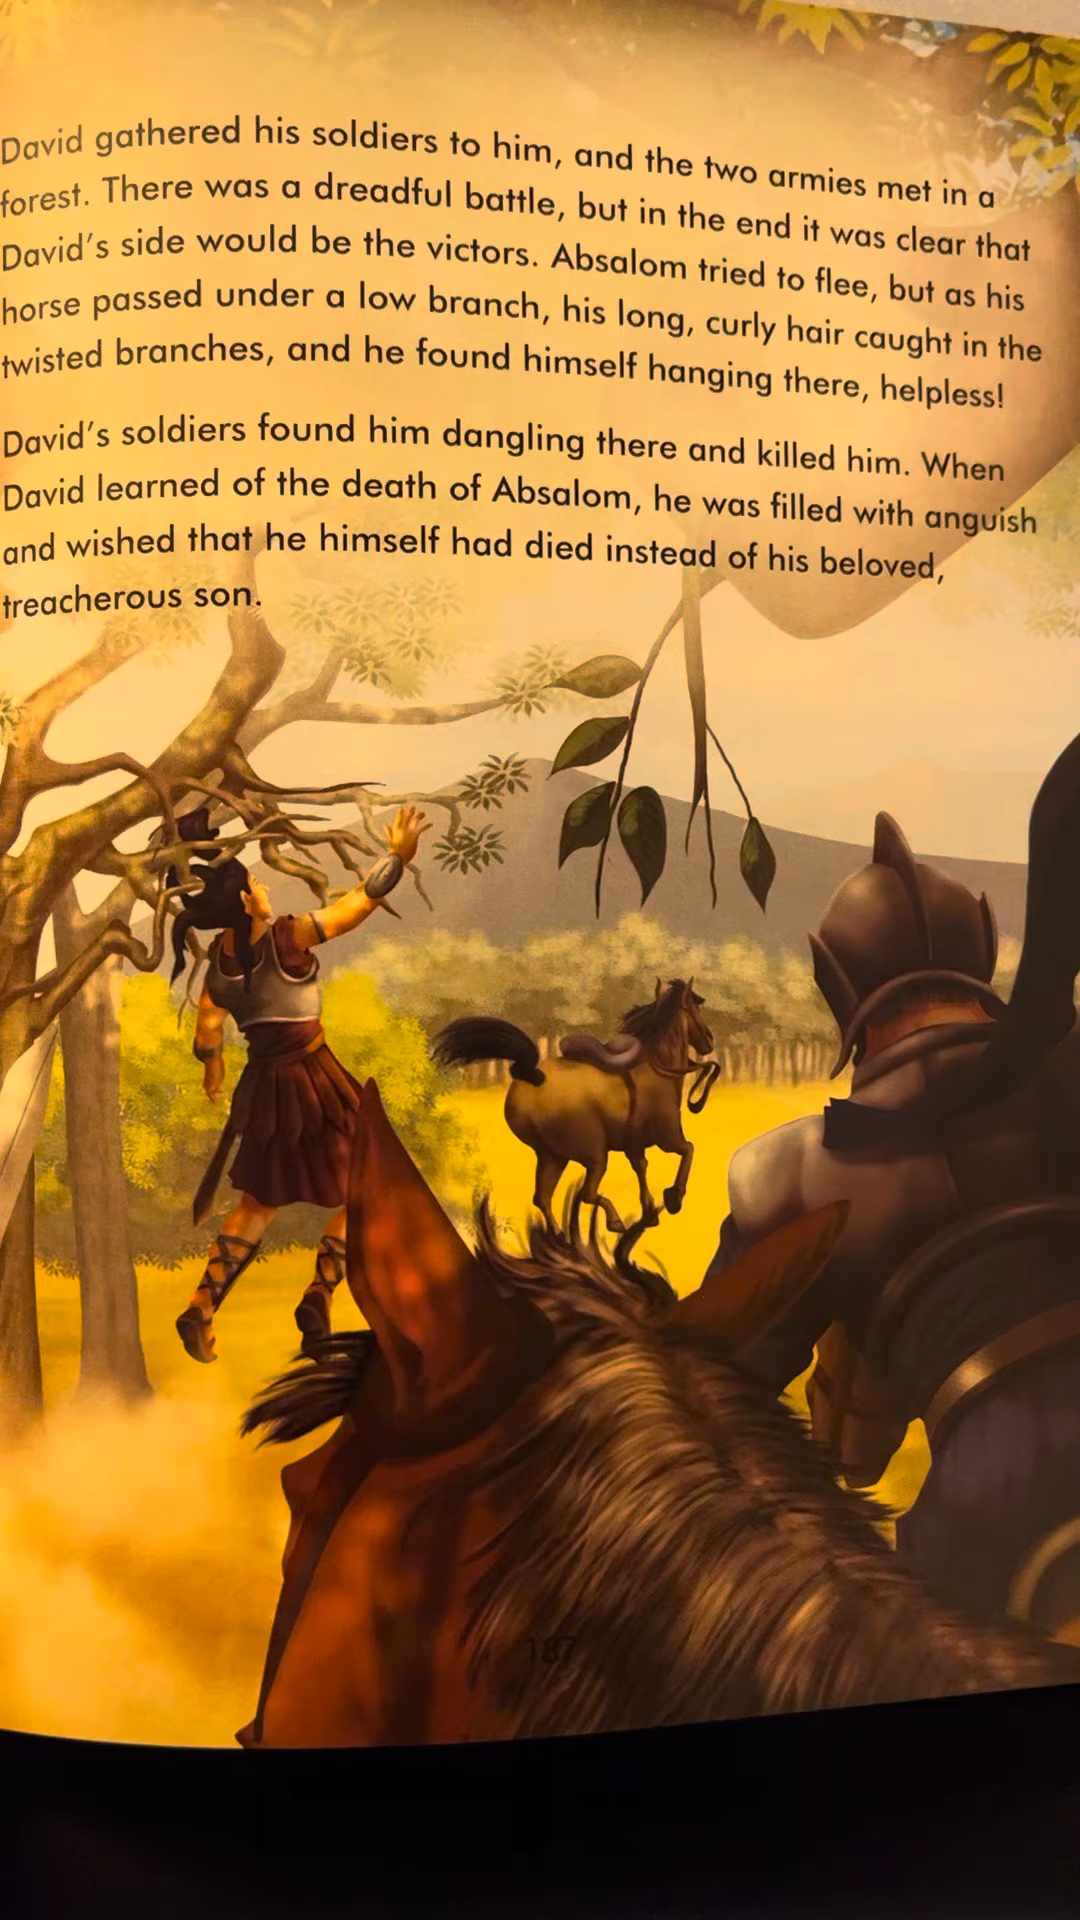 David gathered his soldiers to him, and the two armies met in a
forest. There was a dreadful battle, but in the end it was clear that
David's side would be the victors. Absalom tried to flee, but as his
horse passed under a low branch, his long, curly hair caught in the
twisted branches, and he found himself hanging there, helpless!
David's soldiers found him dangling there and killed him. When
David learned of the death of Absalom, he was filled with anguish
and wished that he himself had died instead of his beloved,
treacherous son.
187